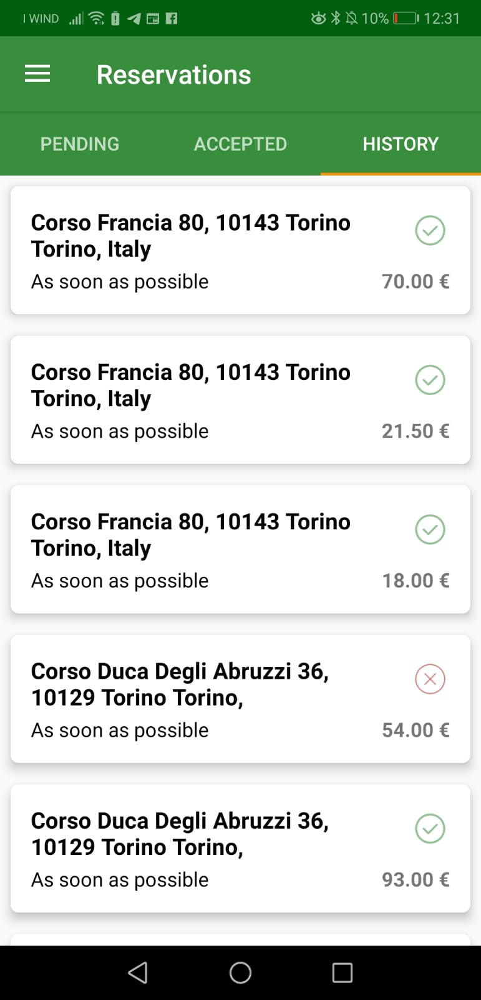 I WIND 10% 12:31
Reservations
PENDING ACCEPTED HISTORY
Corso Francia 80, 10143 Torino
Torino, Italy
As soon as possible 70.00 €
Corso Francia 80, 10143 Torino
Torino, Italy
As soon as possible 21.50 €
Corso Francia 80, 10143 Torino
Torino, Italy
As soon as possible 18.00 €
Corso Duca Degli Abruzzi 36,
10129 Torino Torino,
As soon as possible 54.00 €
Corso Duca Degli Abruzzi 36,
10129 Torino Torino,
As soon as possible 93.00 €